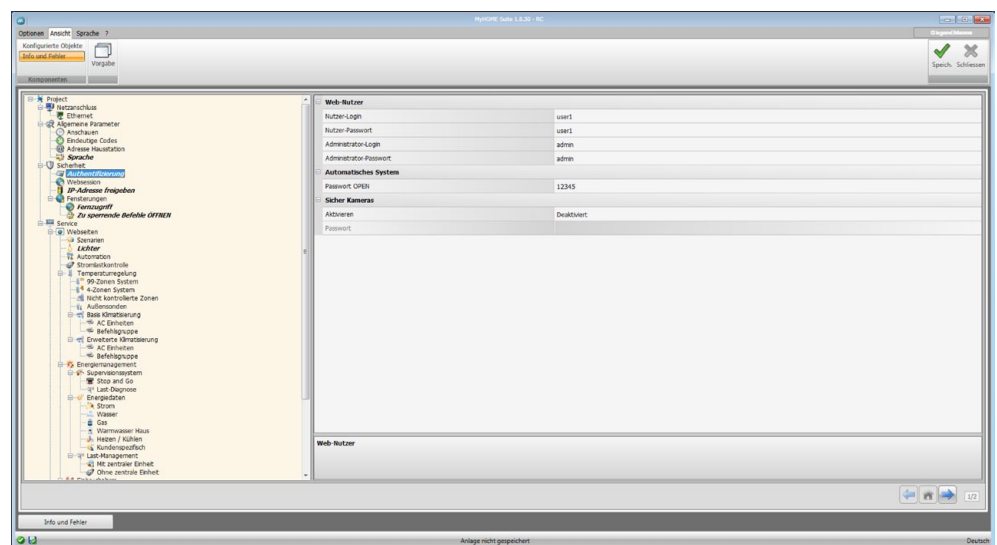 MyHOME Suite 1.0.30 - RC
Optionen Ansicht Sprache ?
Konfigurierte Objekte
Info und Fehler
Vorgabe
Komponenten
Speich. Schliessen
Project
Netzanschluss
Ethernet
Allgemeine Parameter
Anschauen
Eindeutige Codes
Adresse Hausstation
Sprache
Sicherheit
Authentifizierung
Websession
IP-Adresse freigeben
Fensterungen
Fernzugriff
Zu sperrende Befehle ÖFFNEN
Service
Webseiten
Szenarien
Lichter
Automation
Stromlastkontrolle
Temperaturregelung
99-Zonen System
4-Zonen System
Nicht kontrollierte Zonen
Außensonden
Basis Klimatisierung
AC Einheiten
Befehlsgruppe
Erweiterte Klimatisierung
AC Einheiten
Befehlsgruppe
Energiemanagement
Supervisionssystem
Stop and Go
Last-Diagnose
Energiedaten
Strom
Wasser
Gas
Warmwasser Haus
Heizen / Kühlen
Kundenspezifisch
Last-Management
Mit zentraler Einheit
Ohne zentrale Einheit
Web-Nutzer
Nutzer-Login user1
Nutzer-Passwort user1
Administrator-Login admin
Administrator-Passwort admin
Automatisches System
Passwort OPEN 12345
Sicher Kameras
Aktivieren Deaktiviert
Passwort
Web-Nutzer
1/2
Info und Fehler
Anlage nicht gespeichert
Deutsch